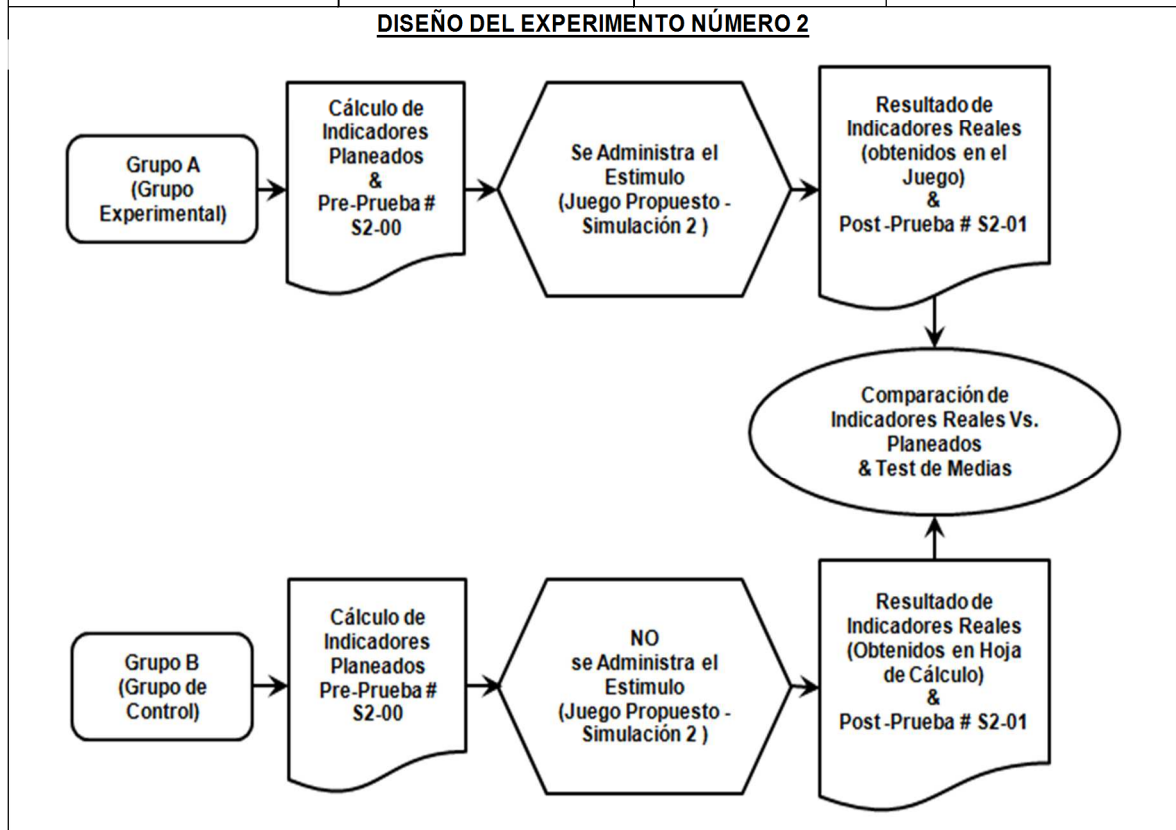 DISEÑO DEL EXPERIMENTO NÚMERO 2
Grupo A
(Grupo
Experimental)
Cálculo de
Indicadores
Planeados
&
Pre-Prueba #
S2-00
Se Administra el
Estimulo
(Juego Propuesto -
Simulación 2 )
Resultado de
Indicadores Reales
(obtenidos en el
Juego)
&
Post -Prueba # S2-01
Comparación de
Indicadores Reales Vs.
Planeados
& Test de Medias
Grupo B
(Grupo de
Control)
Cálculo de
Indicadores
Planeados
Pre-Prueba #
S2-00
NO
se Administra el
Estimulo
(Juego Propuesto -
Simulación 2 )
Resultado de
Indicadores Reales
(Obtenidos en Hoja
de Cálculo)
&
Post -Prueba # S2-01